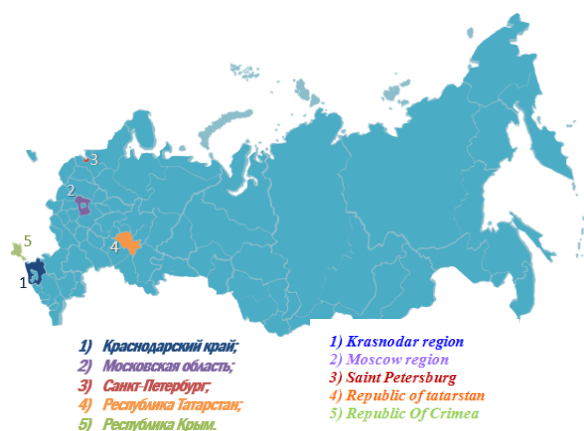 3
2
4
5
1
1) Краснодарский край;
2) Московская область;
3) Санкт-Петербург;
4) Республика Татарстан;
5) Республика Крым.
1) Krasnodar region
2) Moscow region
3) Saint Petersburg
4) Republic of tatarstan
5) Republic Of Crimea